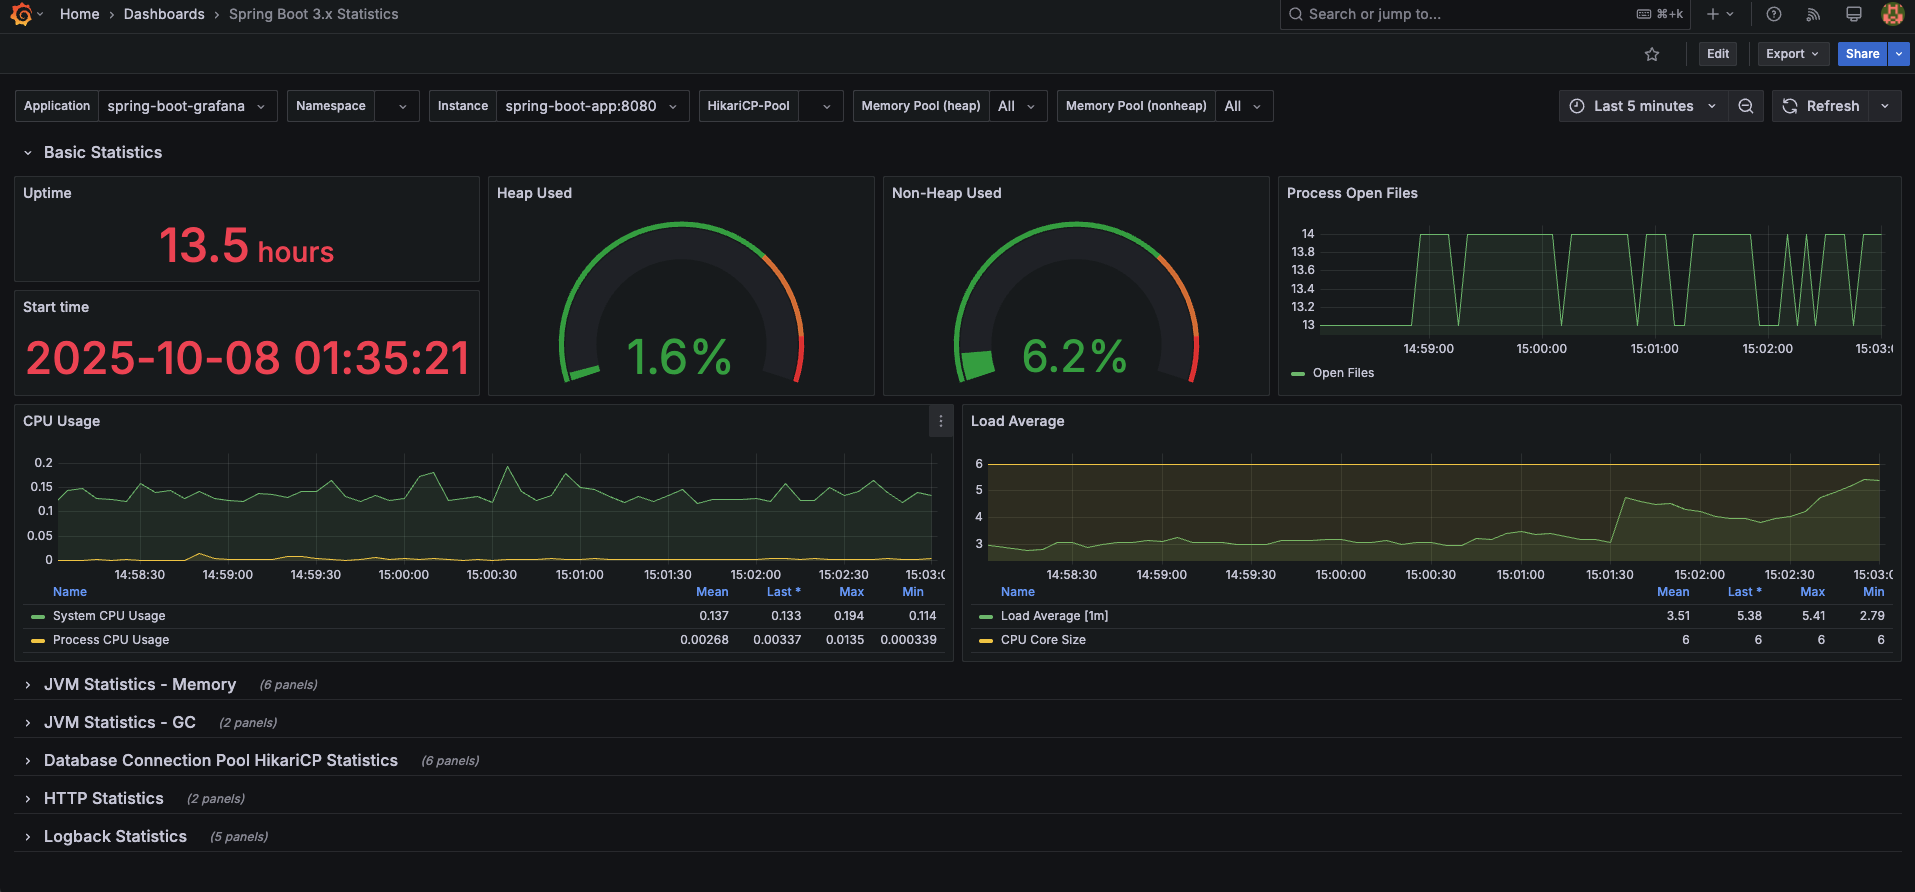 Home › Dashboards › Spring Boot 3.x Statistics
Search or jump to... ⌘+k
Edit Export Share
Application spring-boot-grafana Namespace Instance spring-boot-app:8080 HikariCP-Pool Memory Pool (heap) All Memory Pool (nonheap) All Last 5 minutes Refresh
Basic Statistics
Uptime
13.5 hours
Start time
2025-10-08 01:35:21
Heap Used
1.6%
Non-Heap Used
6.2%
Process Open Files
14
13.8
13.6
13.4
13.2
13
14:59:00 15:00:00 15:01:00 15:02:00 15:03:0
Open Files
CPU Usage
0.2
0.15
0.1
0.05
0
14:58:30 14:59:00 14:59:30 15:00:00 15:00:30 15:01:00 15:01:30 15:02:00 15:02:30 15:03:0
Name Mean Last * Max Min
System CPU Usage 0.137 0.133 0.194 0.114
Process CPU Usage 0.00268 0.00337 0.0135 0.000339
Load Average
6
5
4
3
14:58:30 14:59:00 14:59:30 15:00:00 15:00:30 15:01:00 15:01:30 15:02:00 15:02:30 15:03:0
Name Mean Last * Max Min
Load Average [1m] 3.51 5.38 5.41 2.79
CPU Core Size 6 6 6 6
JVM Statistics - Memory (6 panels)
JVM Statistics - GC (2 panels)
Database Connection Pool HikariCP Statistics (6 panels)
HTTP Statistics (2 panels)
Logback Statistics (5 panels)